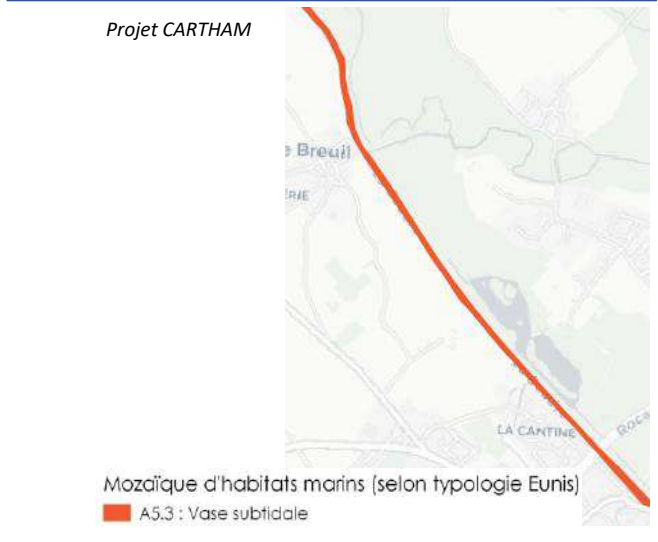 Projet CARTHAM
Breuil
LA CANTINE
Mozaïque d'habitats marins (selon typologie Eunis)
A5.3 : Vase subtidale